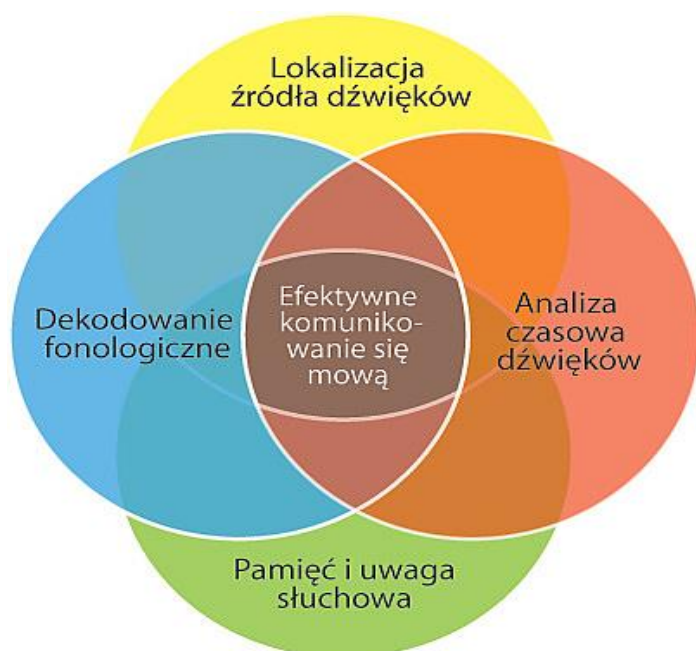 Lokalizacja
źródła dźwięków
Dekodowanie
fonologiczne
Efektywne
komuniko-
wanie się
mową
Analiza
czasowa
dźwięków
Pamięć i uwaga
słuchowa